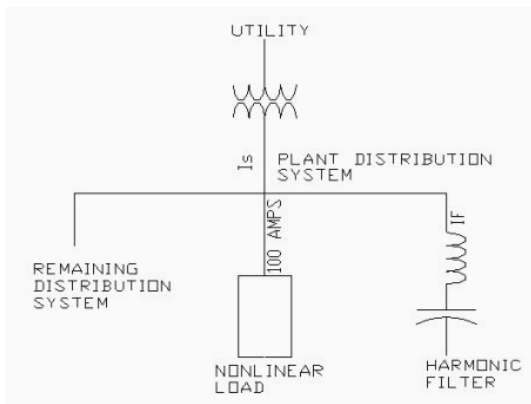 UTILITY
Is
PLANT DISTRIBUTION
SYSTEM
100 AMPS
IF
REMAINING
DISTRIBUTION
SYSTEM
NONLINEAR
LOAD
HARMONIC
FILTER